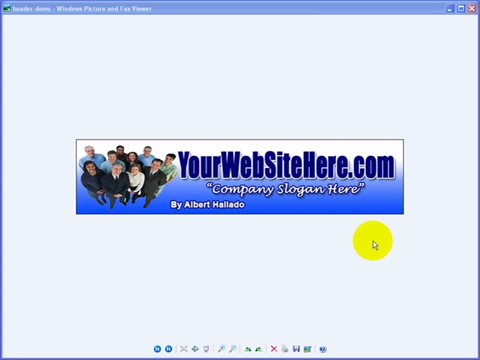 header-demo - Windows Picture and Fax Viewer
YourWebSiteHere.com
“Company Slogan Here”
By Albert Hallado